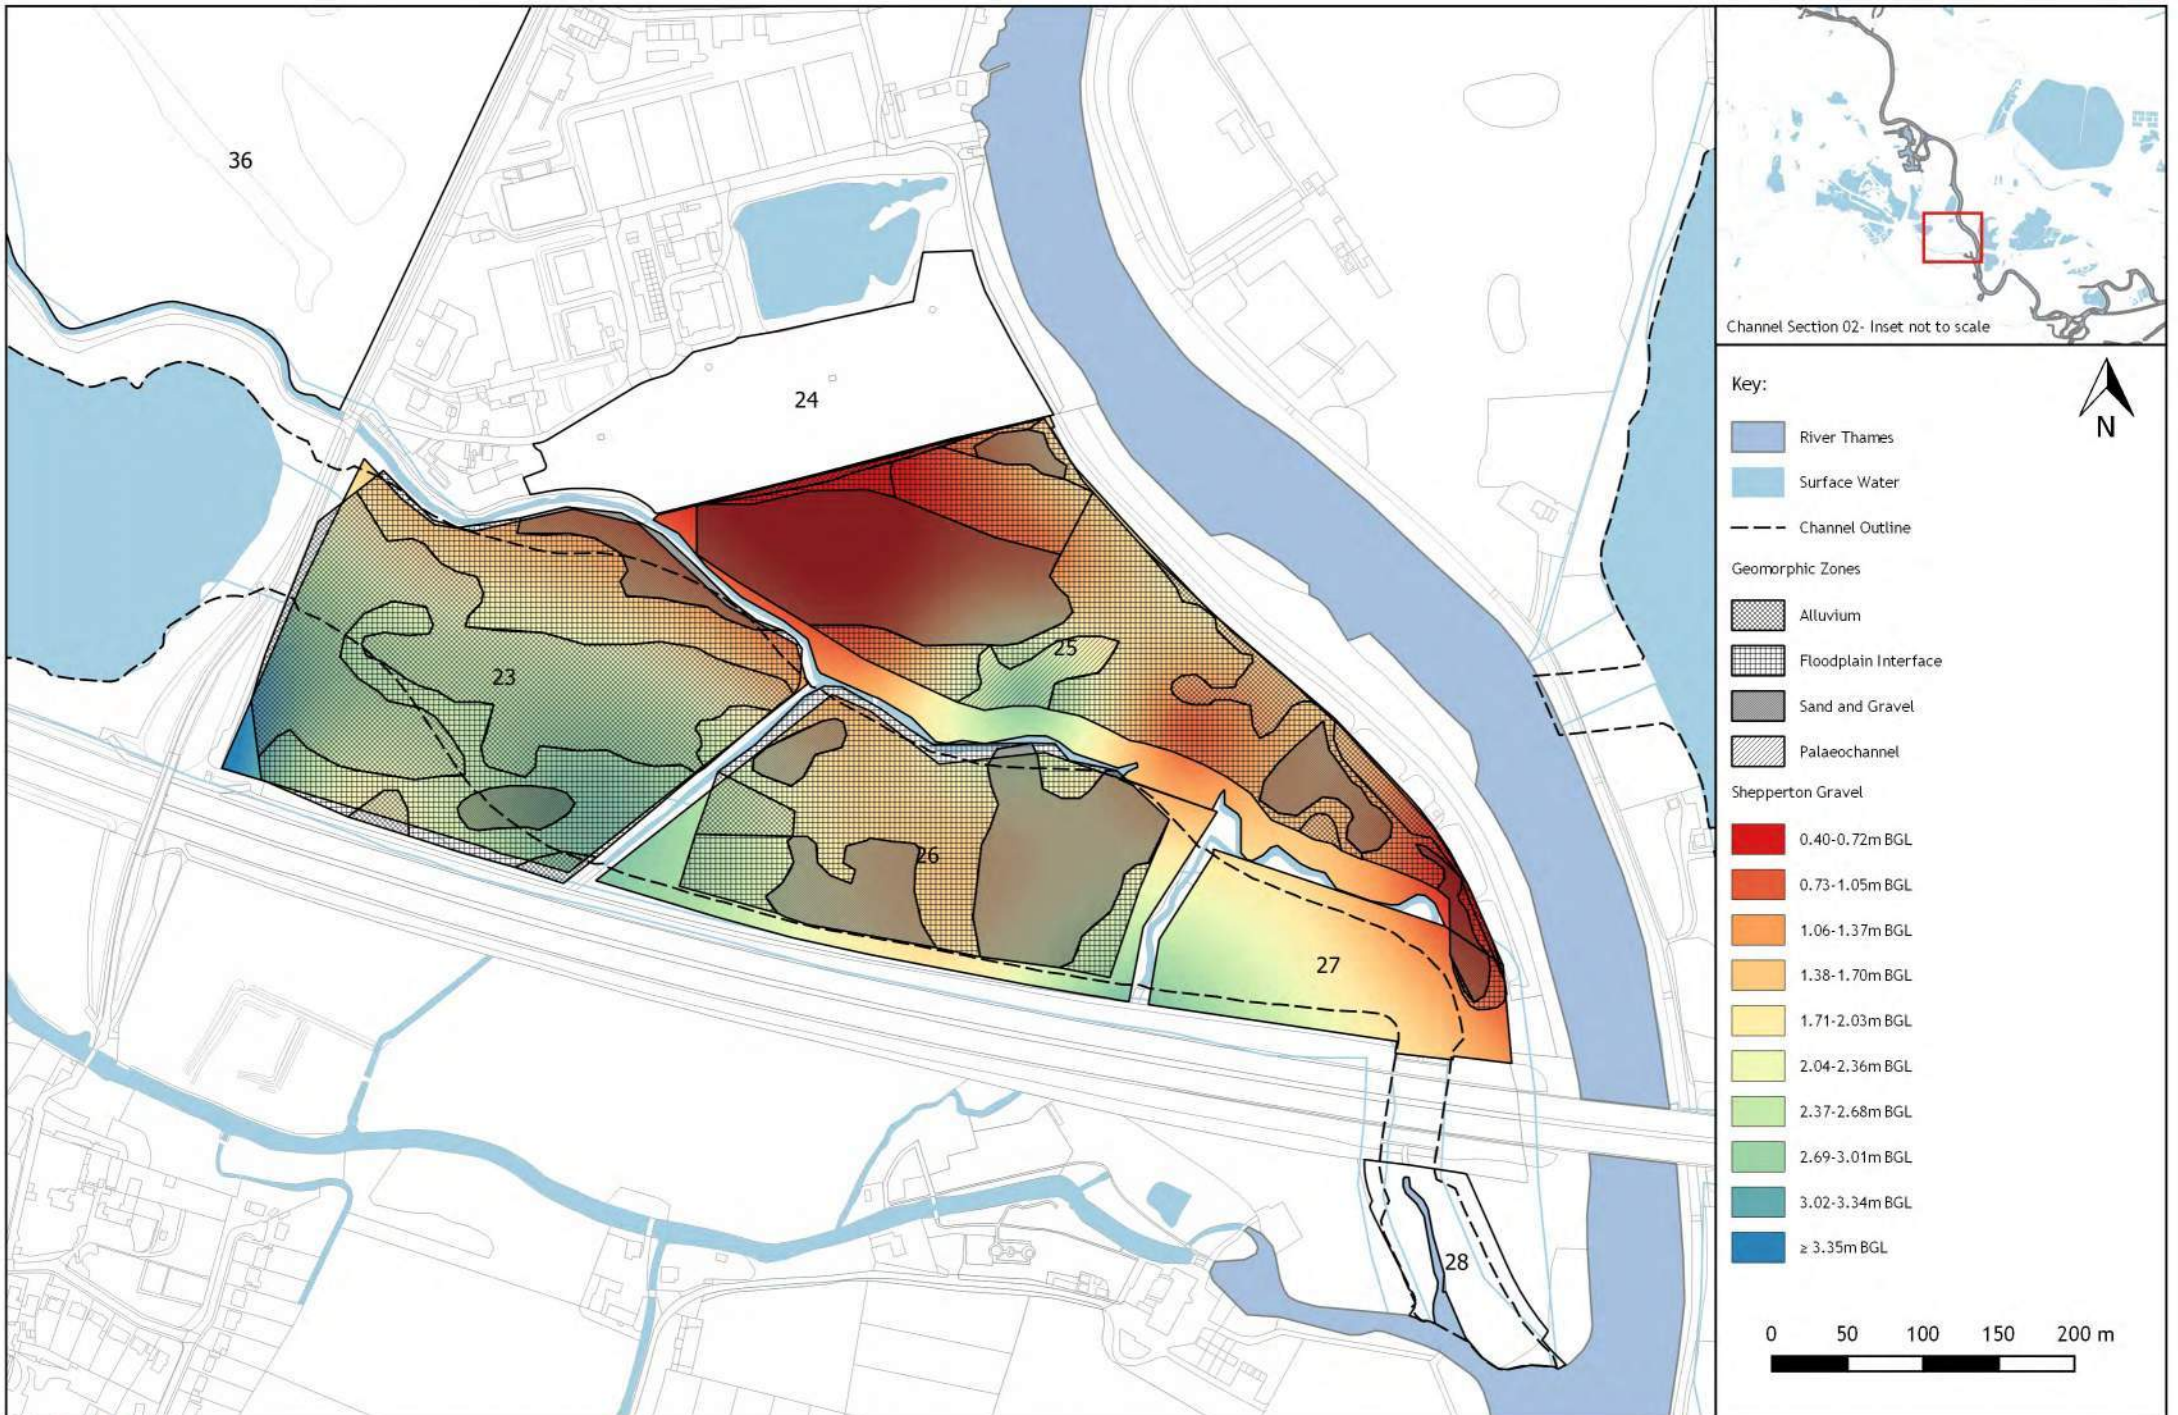 36
24
23
25
26
27
28
Channel Section 02- Inset not to scale
Key:
N
River Thames
Surface Water
Channel Outline
Geomorphic Zones
Alluvium
Floodplain Interface
Sand and Gravel
Palaeochannel
Shepperton Gravel
0.40-0.72m BGL
0.73-1.05m BGL
1.06-1.37m BGL
1.38-1.70m BGL
1.71-2.03m BGL
2.04-2.36m BGL
2.37-2.68m BGL
2.69-3.01m BGL
3.02-3.34m BGL
≥ 3.35m BGL
0 50 100 150 200 m